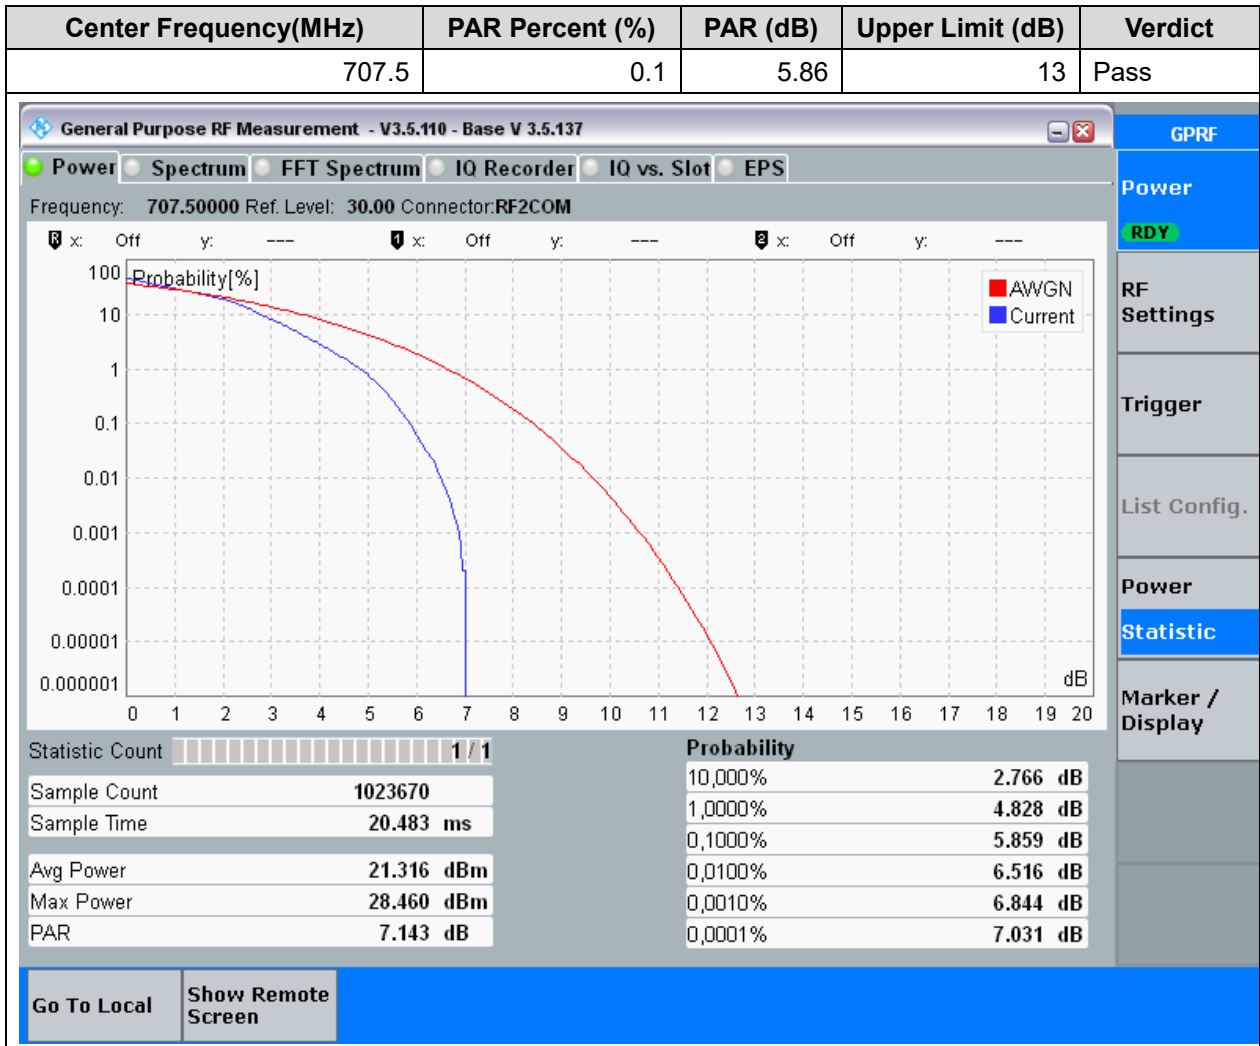 Center Frequency(MHz) PAR Percent (%) PAR (dB) Upper Limit (dB) Verdict
707.5 0.1 5.86 13 Pass
General Purpose RF Measurement - V3.5.110 - Base V 3.5.137
GPRF
Power Spectrum FFT Spectrum IQ Recorder IQ vs. Slot EPS
Frequency: 707.50000 Ref. Level: 30.00 Connector:RF2COM
R x: Off y: --- 1 x: Off y: --- 2 x: Off y: ---
Probability[%]
AWGN
Current
100
10
1
0.1
0.01
0.001
0.0001
0.00001
0.000001
dB
0 1 2 3 4 5 6 7 8 9 10 11 12 13 14 15 16 17 18 19 20
Statistic Count 1 / 1
Sample Count 1023670
Sample Time 20.483 ms
Avg Power 21.316 dBm
Max Power 28.460 dBm
PAR 7.143 dB
Probability
10,000% 2.766 dB
1,0000% 4.828 dB
0,1000% 5.859 dB
0,0100% 6.516 dB
0,0010% 6.844 dB
0,0001% 7.031 dB
Power
RDY
RF
Settings
Trigger
List Config.
Power
Statistic
Marker /
Display
Go To Local
Show Remote
Screen